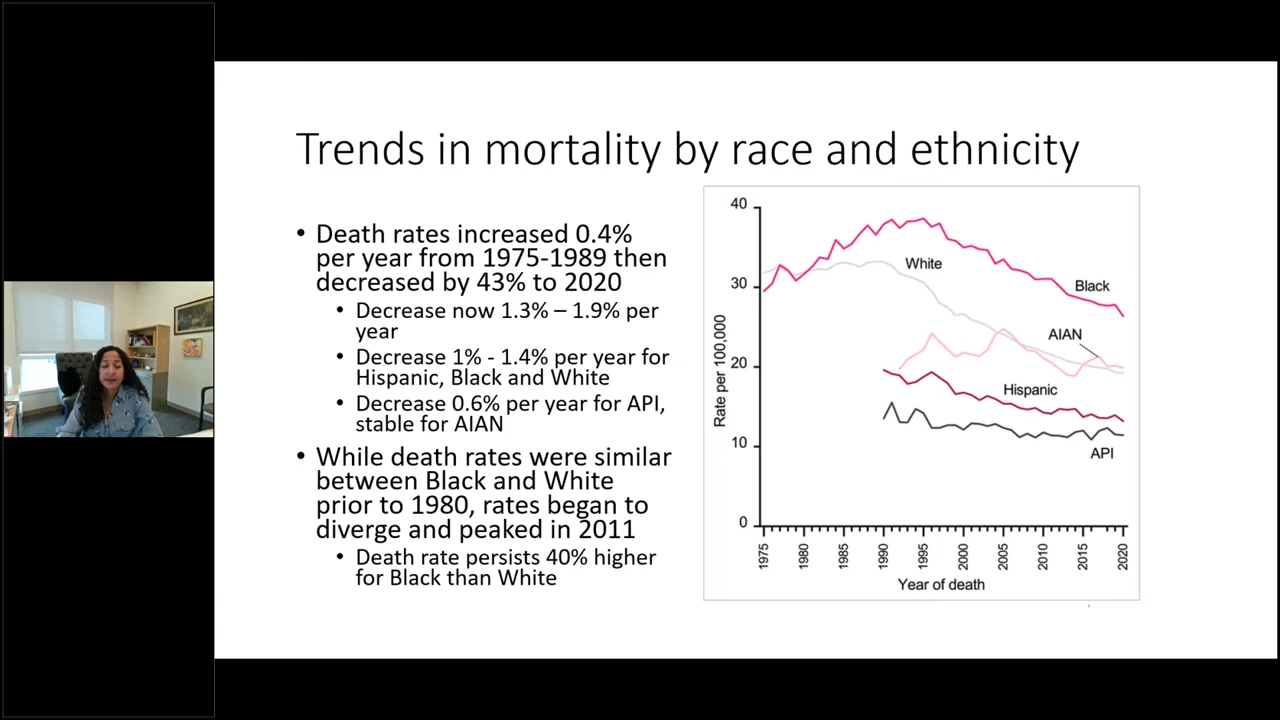 Trends in mortality by race and ethnicity
• Death rates increased 0.4%
per year from 1975-1989 then
decreased by 43% to 2020
• Decrease now 1.3% – 1.9% per
year
• Decrease 1% - 1.4% per year for
Hispanic, Black and White
• Decrease 0.6% per year for API,
stable for AIAN
• While death rates were similar
between Black and White
prior to 1980, rates began to
diverge and peaked in 2011
• Death rate persists 40% higher
for Black than White
Rate per 100,000
40
30
20
10
0
White
Black
AIAN
Hispanic
API
1975
1980
1985
1990
1995
2000
2005
2010
2015
2020
Year of death